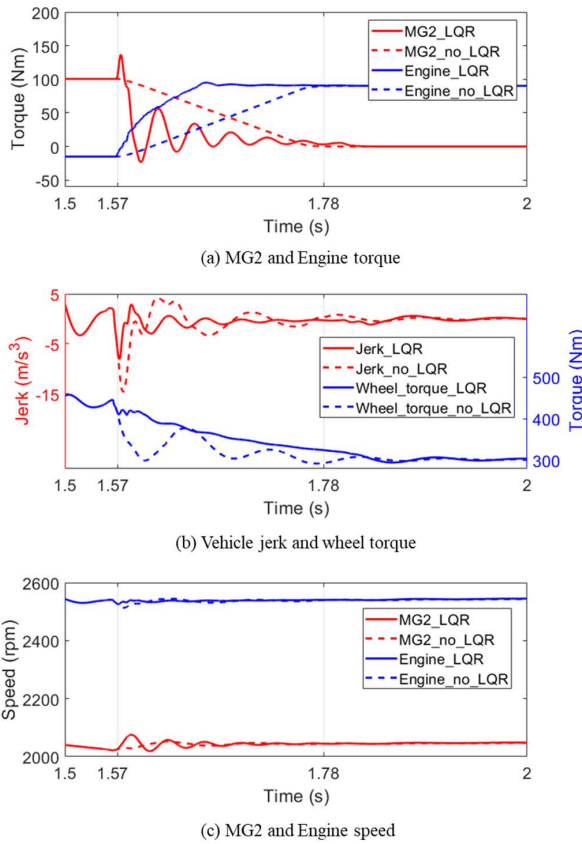 200
150
100
50
0
-50
Torque (Nm)
MG2_LQR
MG2_no_LQR
Engine_LQR
Engine_no_LQR
1.5 1.57 1.78 2
Time (s)
(a) MG2 and Engine torque
5
-5
-15
Jerk (m/s³)
Jerk_LQR
Jerk_no_LQR
Wheel_torque_LQR
Wheel_torque_no_LQR
500
400
300
Torque (Nm)
1.5 1.57 1.78 2
Time (s)
(b) Vehicle jerk and wheel torque
2600
2400
2200
2000
Speed (rpm)
MG2_LQR
MG2_no_LQR
Engine_LQR
Engine_no_LQR
1.5 1.57 1.78 2
Time (s)
(c) MG2 and Engine speed